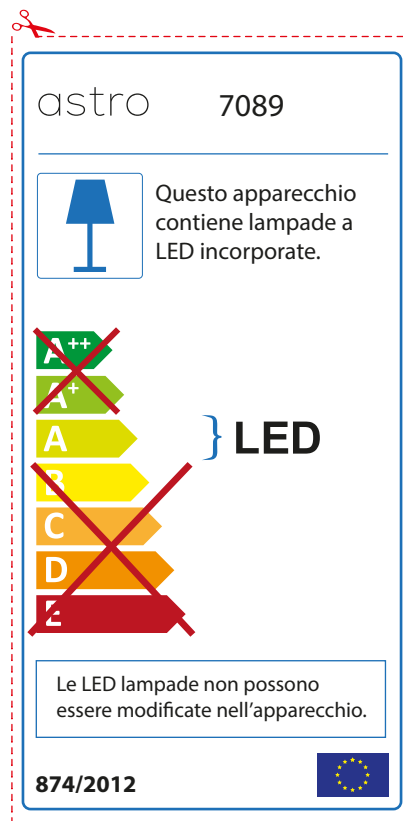 astro 7089
Questo apparecchio
contiene lampade a
LED incorporate.
A++
A+
A
} LED
B
C
D
E
Le LED lampade non possono
essere modificate nell'apparecchio.
874/2012